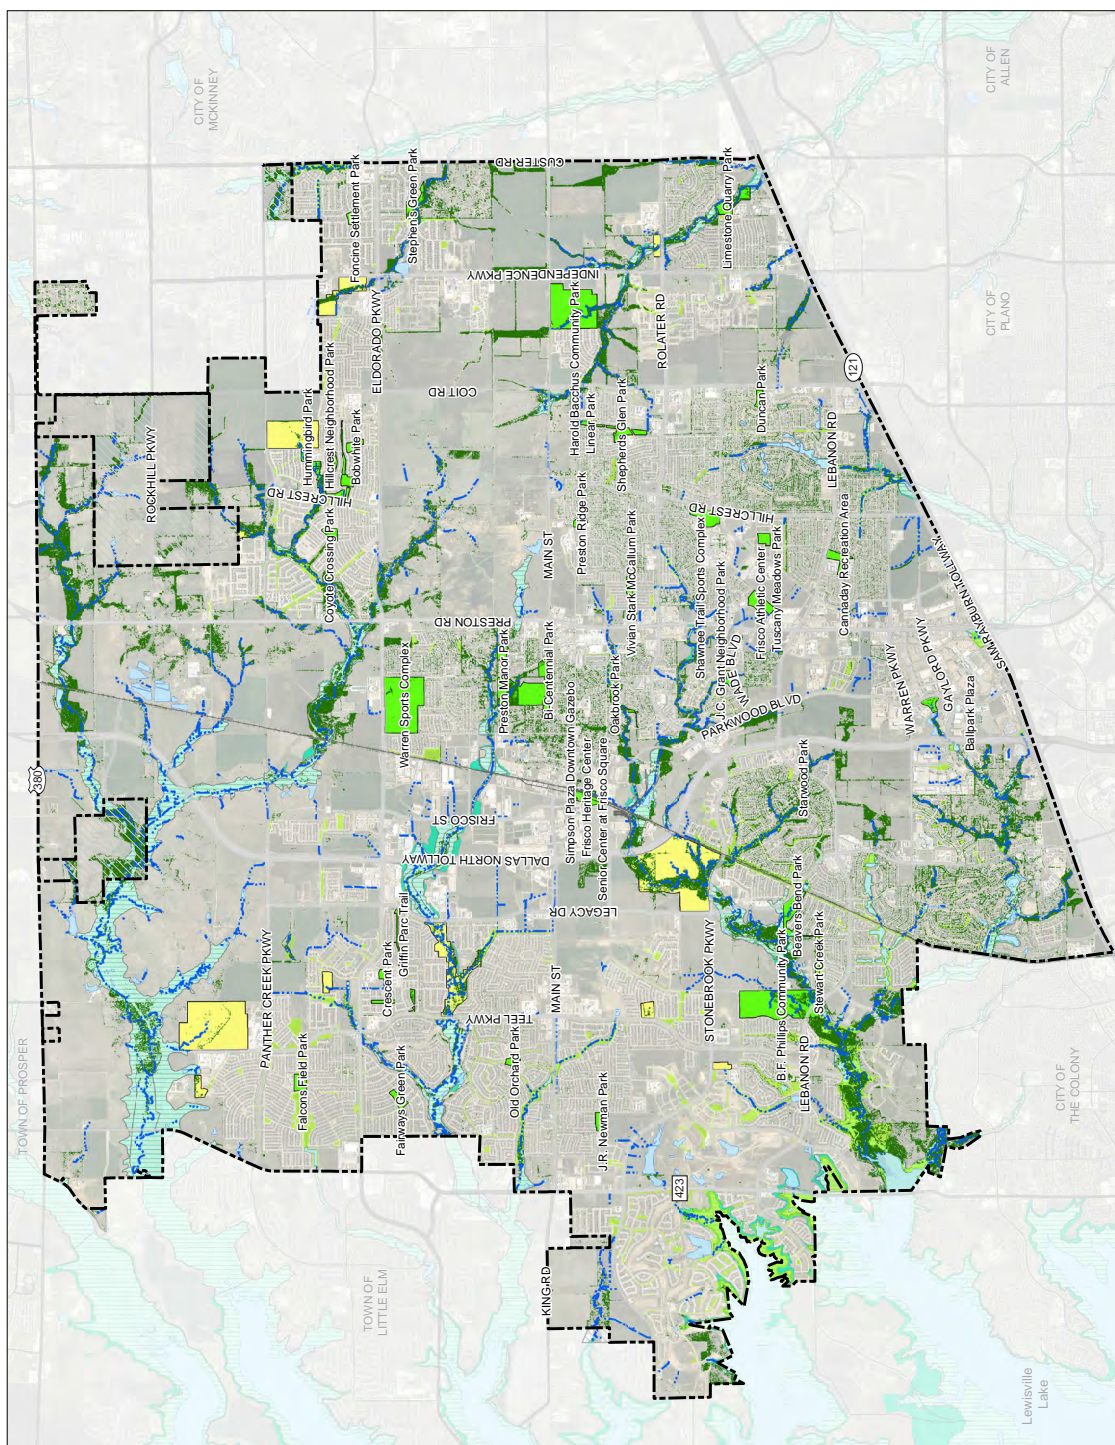 CITY OF
MCKINNEY
CITY OF
ALLEN
CUSTER RD
Foncine Settlement Park
Stephen's Green Park
Limestone Quarry Park
INDEPENDENCE PKWY
ELDORADO PKWY
Harold Bacchus Community Park
ROLATER RD
CITY OF
PLANO
COIT RD
121
ROCKHILL PKWY
Hummingbird Park
Hillcrest Neighborhood Park
Bobwhite Park
Linear Park
Shepherds Glen Park
Duncan Park
LEBANON RD
HILLCREST RD
HILLCREST RD
Coyote Crossing Park
MAIN ST
Preston Ridge Park
Vivian Stark McCallum Park
Shawnee Trail Sports Complex
J.C. Grant Neighborhood Park
WADE BLVD
Frisco Athletic Center
Tuscany Meadows Park
Cannaday Recreation Area
SAM RAYBURN TOLLWAY
PRESTON RD
Warren Sports Complex
Preston Manor Park
Bi-Centennial Park
Oakbrook Park
PARKWOOD BLVD
WARREN PKWY
GAYLORD PKWY
Ballpark Plaza
380
FRISCO ST
DALLAS NORTH TOLLWAY
Simpson Plaza Downtown Gazebo
Frisco Heritage Center
Senior Center at Frisco Square
Starwood Park
LEGACY DR
PANTHER CREEK PKWY
Crescent Park
Griffin Parc Trail
MAIN ST
STONEBROOK PKWY
Beavers Bend Park
B.F. Phillips Community Park
Stewart Creek Park
TEEL PKWY
LEBANON RD
TOWN OF PROSPER
Falcons Field Park
Fairways Green Park
Old Orchard Park
J.R. Newman Park
CITY OF
THE COLONY
423
KING RD
TOWN OF
LITTLE ELM
Lewisville
Lake